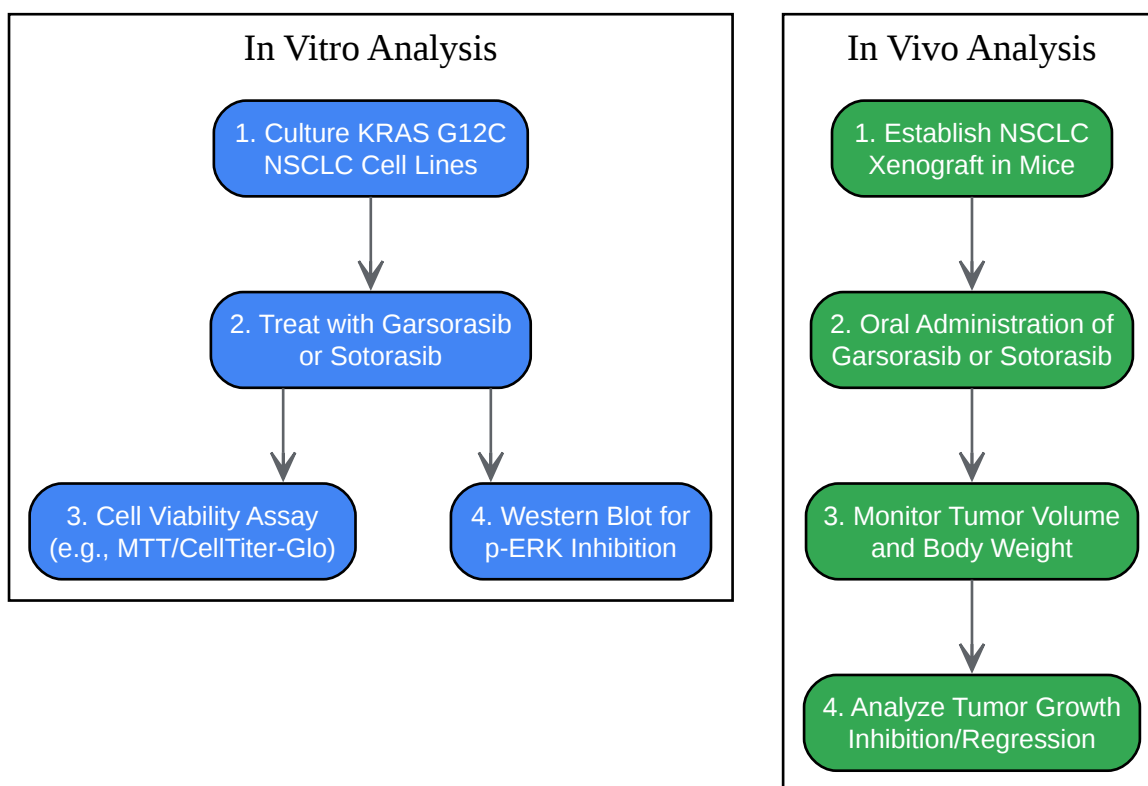 In Vitro Analysis
1. Culture KRAS G12C
NSCLC Cell Lines
2. Treat with Garsorasib
or Sotorasib
3. Cell Viability Assay
(e.g., MTT/CellTiter-Glo)
4. Western Blot for
p-ERK Inhibition
In Vivo Analysis
1. Establish NSCLC
Xenograft in Mice
2. Oral Administration of
Garsorasib or Sotorasib
3. Monitor Tumor Volume
and Body Weight
4. Analyze Tumor Growth
Inhibition/Regression